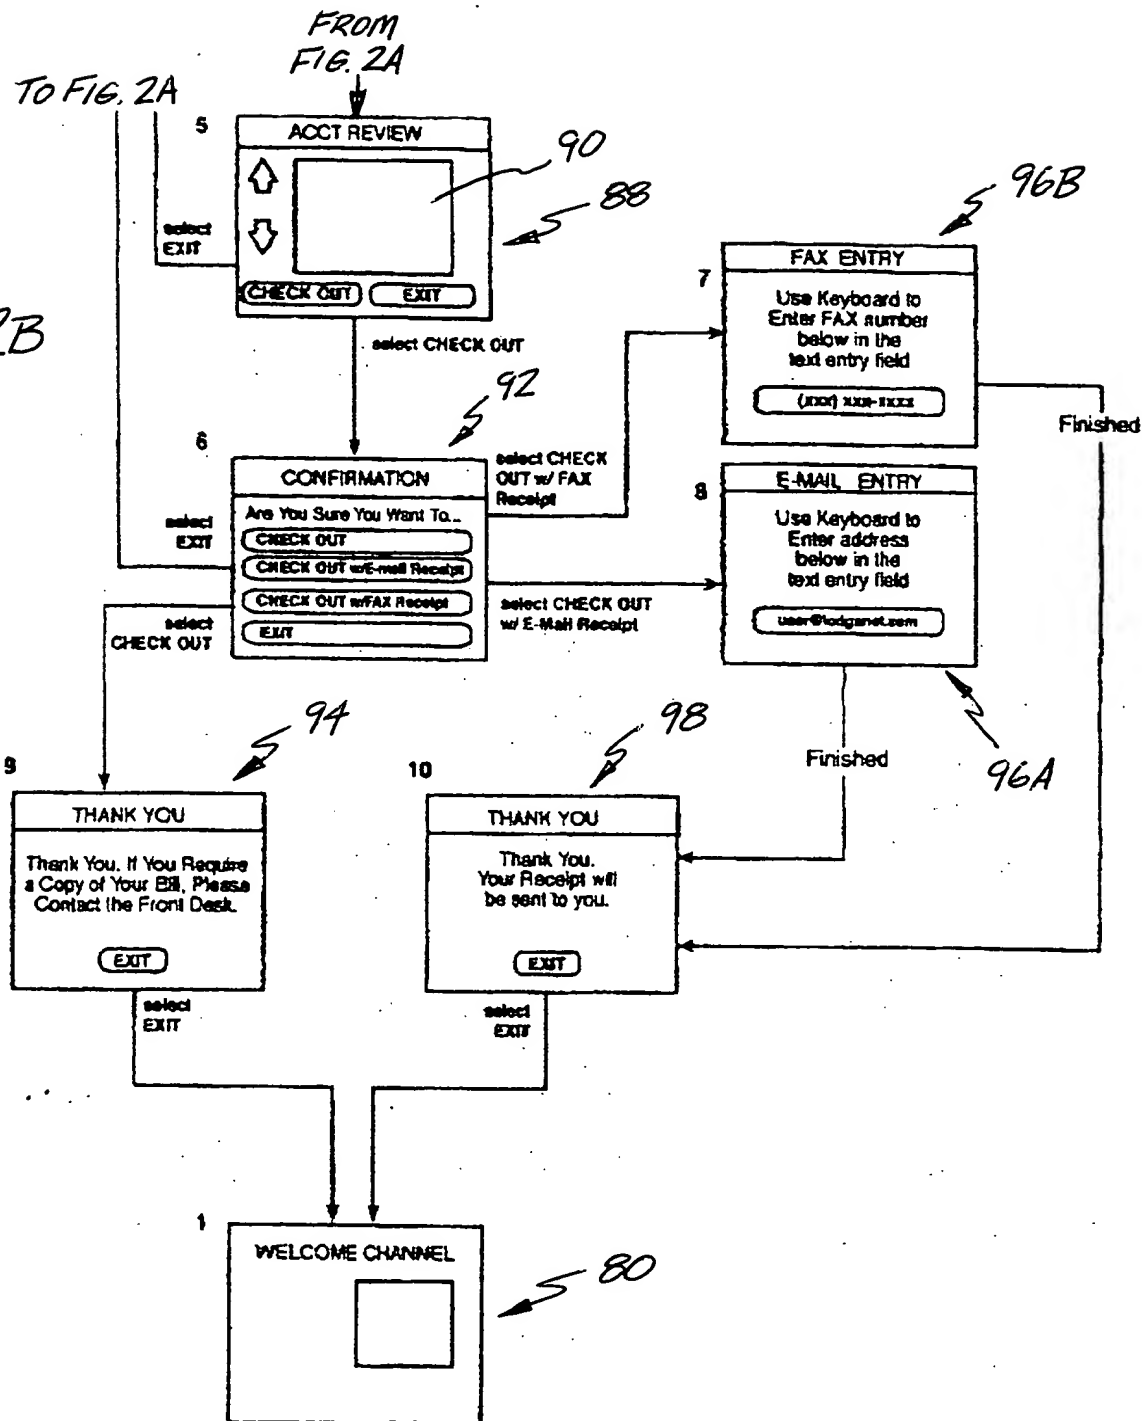 FROM
FIG. 2A
TO FIG. 2A
5
ACCT REVIEW
90
88
select
EXIT
CHECK OUT
EXIT
2B
select CHECK OUT
96B
7
FAX ENTRY
Use Keyboard to
Enter FAX number
below in the
text entry field
(xxx) xxx-xxxx
Finished
92
6
CONFIRMATION
Are You Sure You Want To...
CHECK OUT
CHECK OUT w/E-mail Receipt
CHECK OUT w/FAX Receipt
EXIT
select
EXIT
select CHECK
OUT w/ FAX
Receipt
select CHECK OUT
w/ E-Mail Receipt
select
CHECK OUT
8
E-MAIL ENTRY
Use Keyboard to
Enter address
below in the
text entry field
user@lodgenet.com
96A
Finished
94
9
THANK YOU
Thank You. If You Require
a Copy of Your Bill, Please
Contact the Front Desk.
EXIT
select
EXIT
98
10
THANK YOU
Thank You.
Your Receipt will
be sent to you.
EXIT
select
EXIT
1
WELCOME CHANNEL
80